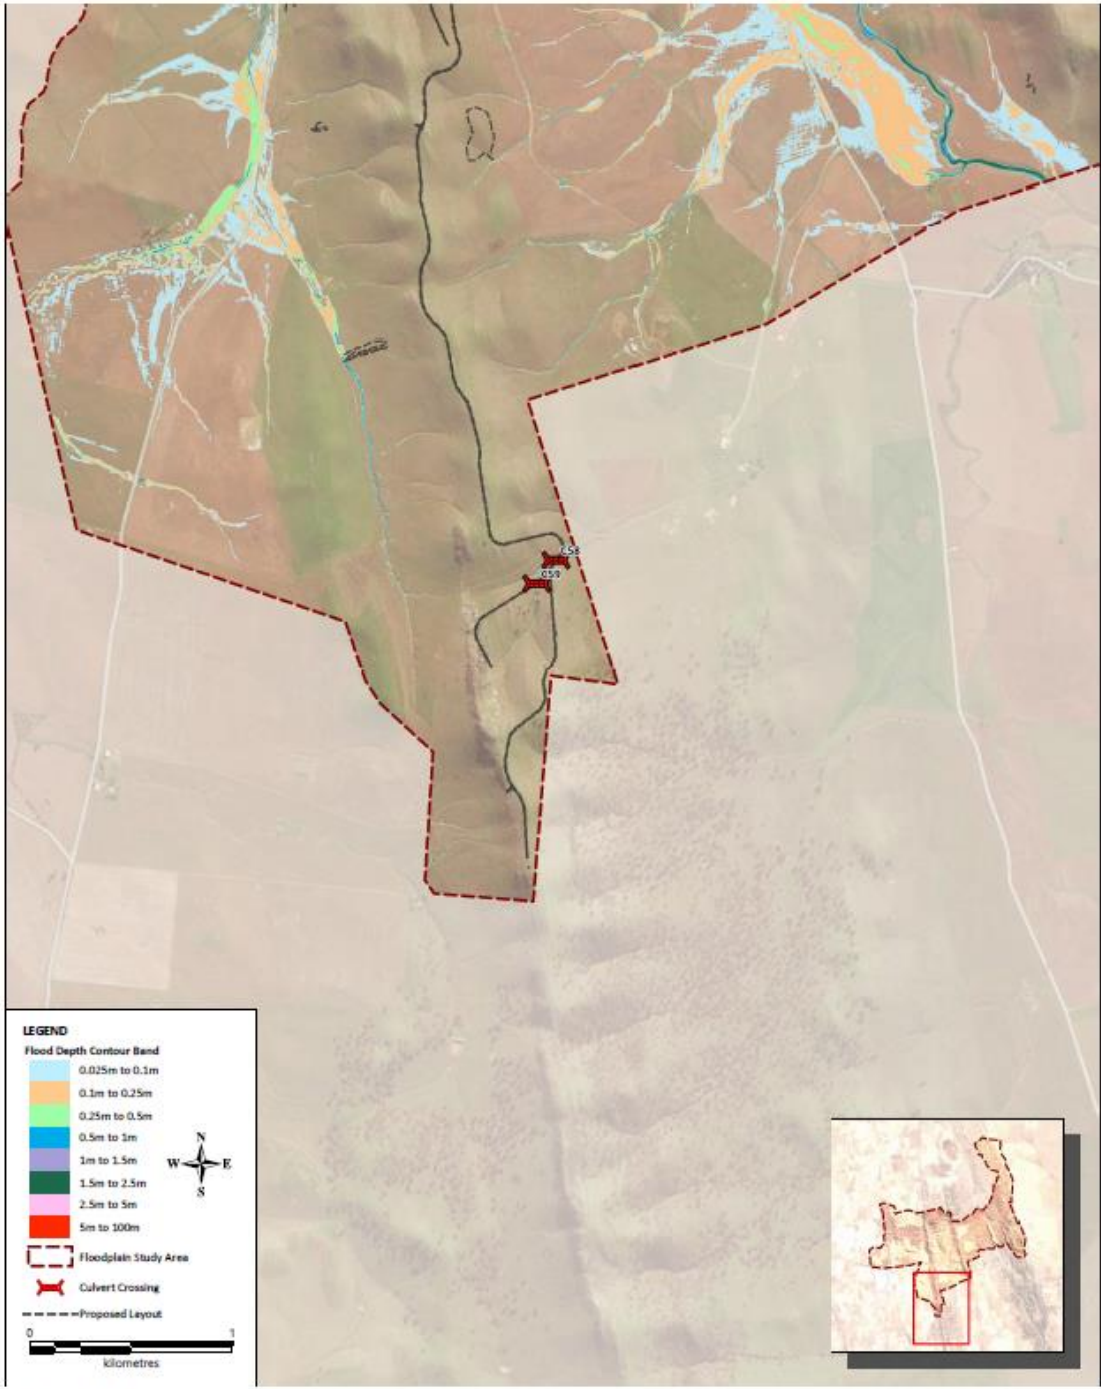 C58
C59
LEGEND
Flood Depth Contour Band
0.025m to 0.1m
0.1m to 0.25m
0.25m to 0.5m
0.5m to 1m
1m to 1.5m
1.5m to 2.5m
2.5m to 5m
5m to 100m
Floodplain Study Area
Culvert Crossing
Proposed Layout
N
W E
S
0 1
kilometres